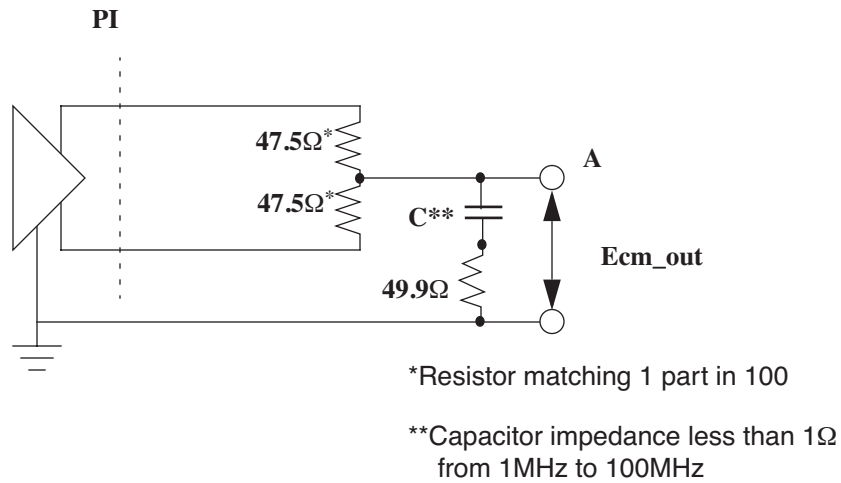 PI
47.5Ω*
A
47.5Ω*
C**
Ecm_out
49.9Ω
*Resistor matching 1 part in 100
**Capacitor impedance less than 1Ω
from 1MHz to 100MHz